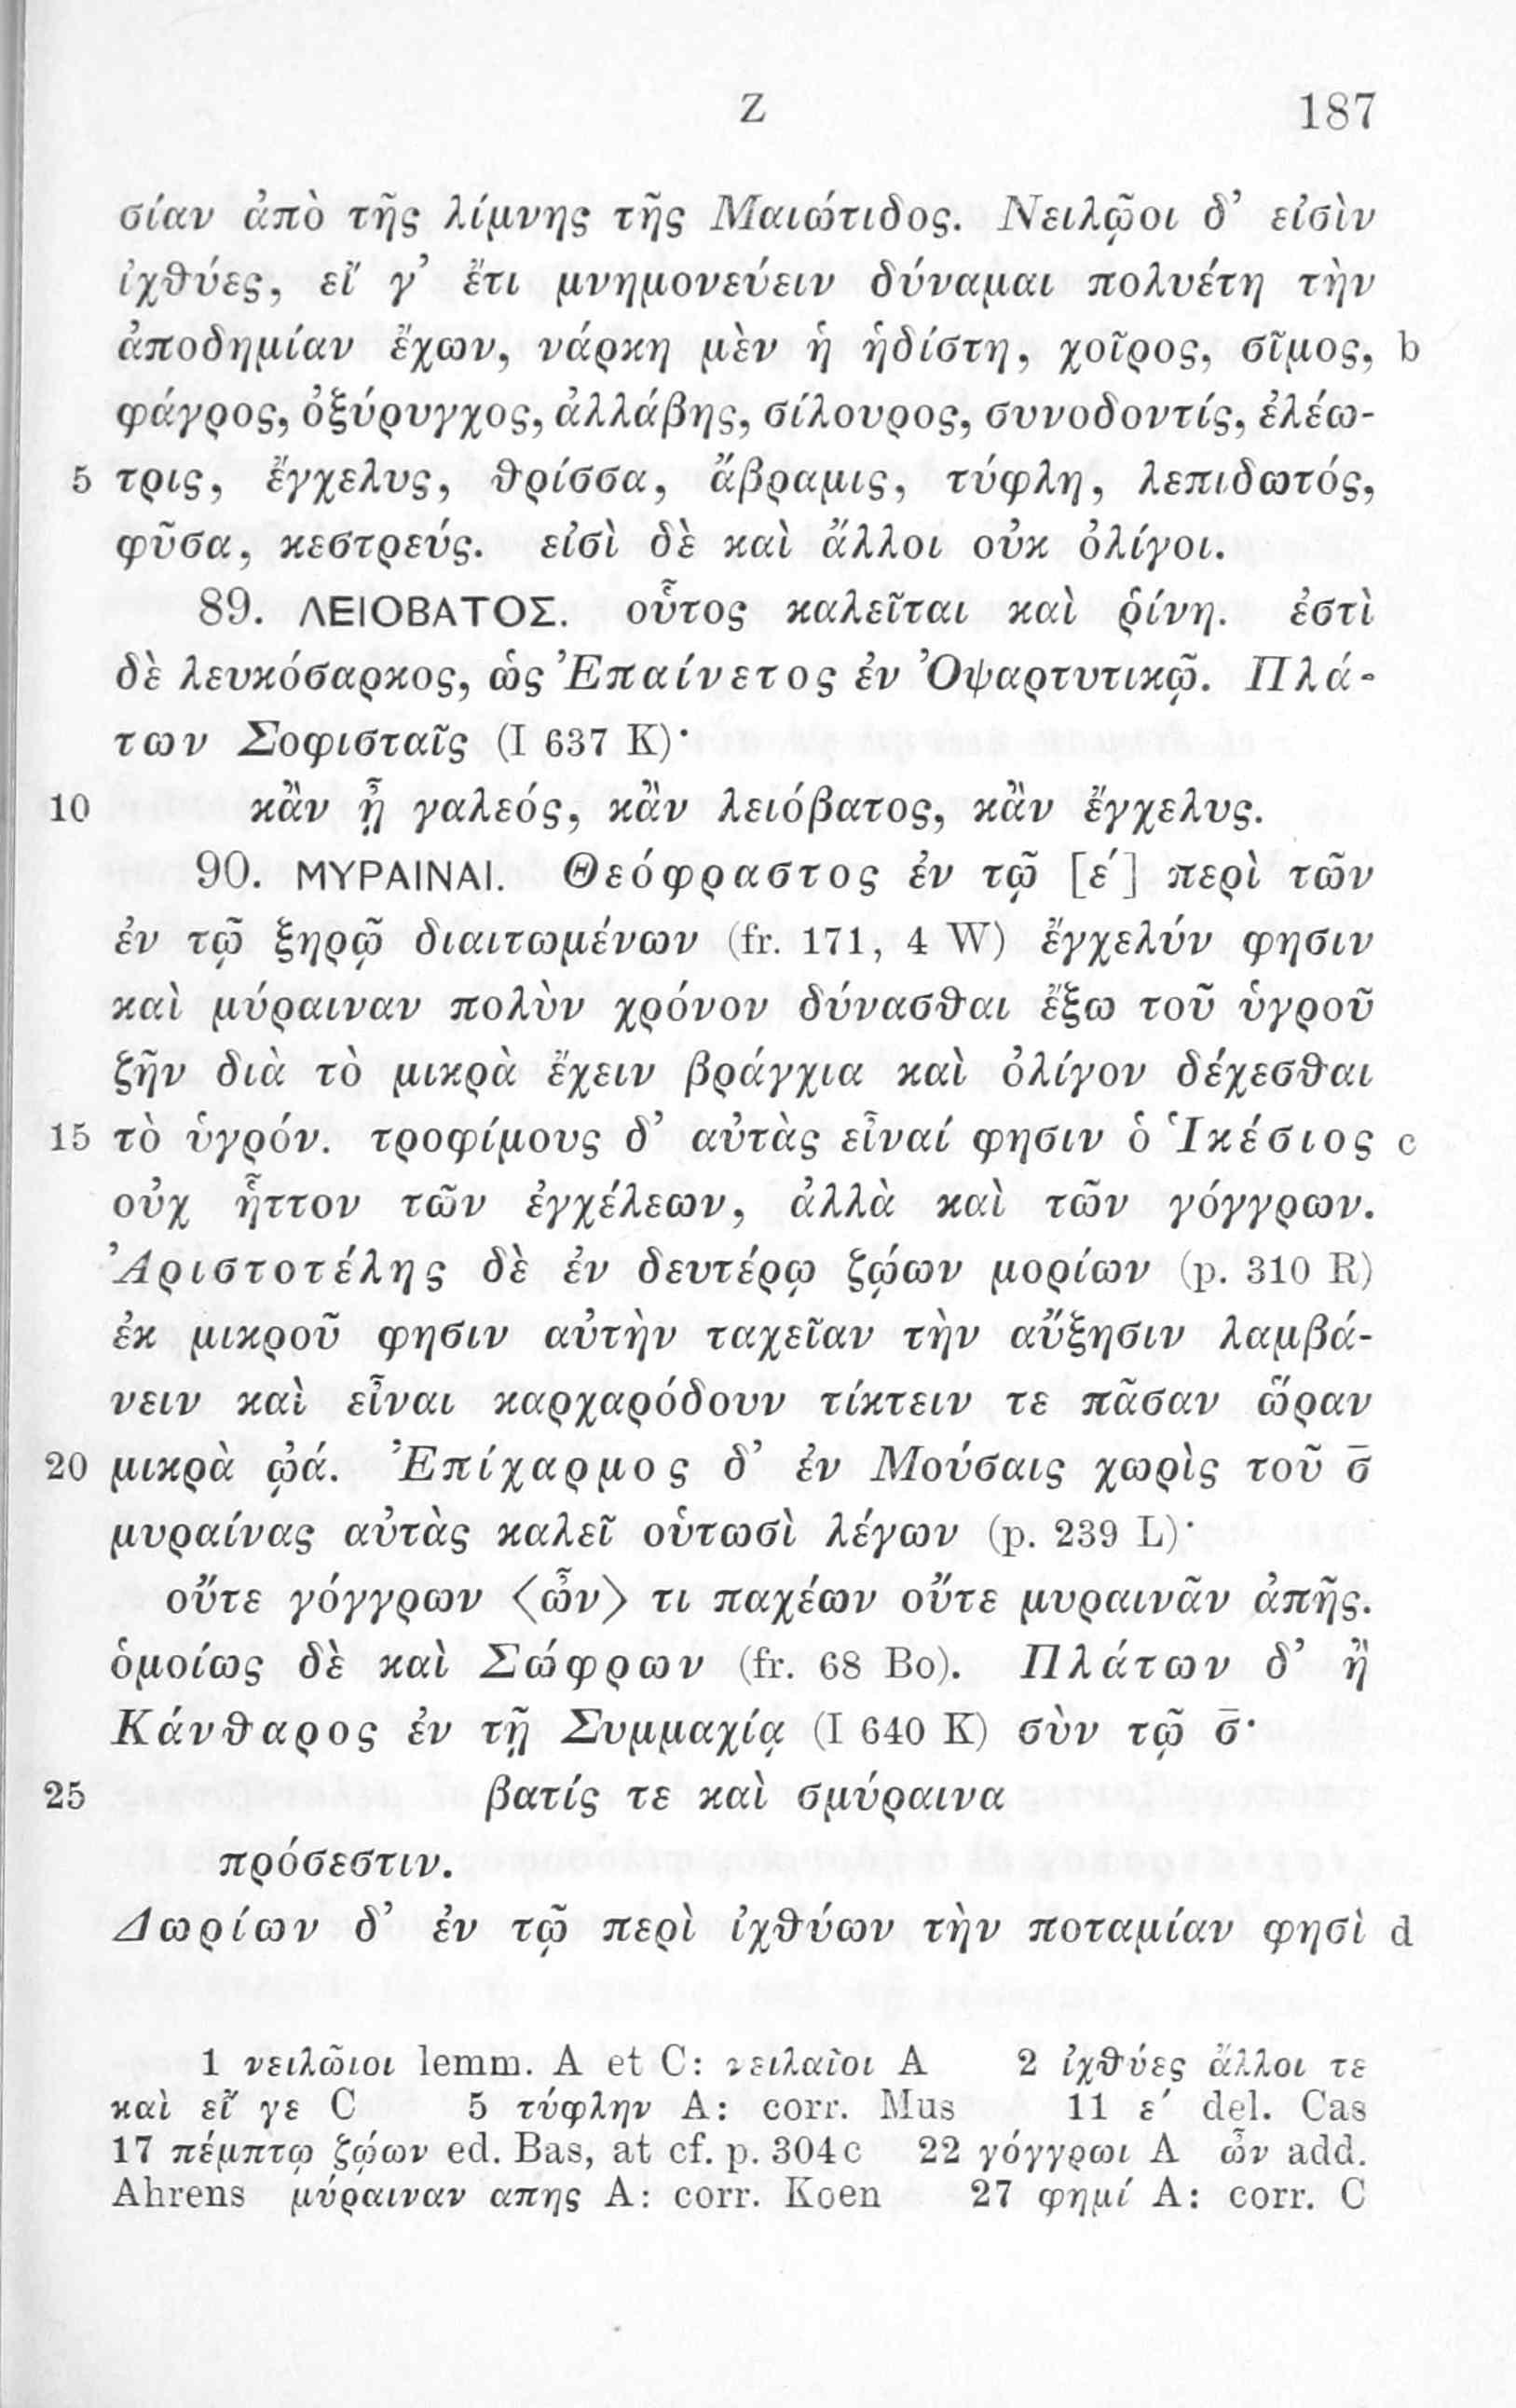 Z 187
σίαν ἀπὸ τῆς λίμνης τῆς Μαιώτιδος. Νειλῷοι δ’ εἰσὶν
ἰχθύες, εἴ γ’ ἔτι μνημονεύειν δύναμαι πολυέτη τὴν
ἀποδημίαν ἔχων, νάρκη μὲν ἡ ἡδίστη, χοῖρος, σῖμος, b
φάγρος, ὀξύρυγχος, ἀλλάβης, σίλουρος, συνοδοντίς, ἐλέω-
5 τρις, ἔγχελυς, θρίσσα, ἄβραμις, τύφλη, λεπιδωτός,
φῦσα, κεστρεύς. εἰσὶ δὲ καὶ ἄλλοι οὐκ ὀλίγοι.
89. ΛΕΙΟΒΑΤΟΣ. οὗτος καλεῖται καὶ ῥίνη. ἐστὶ
δὲ λευκόσαρκος, ὡς Ἐπαίνετος ἐν Ὀψαρτυτικῷ. Πλά-
των Σοφισταῖς (I 637 K)·
10 κἂν ᾖ γαλεός, κἂν λειόβατος, κἂν ἔγχελυς.
90. ΜΥΡΑΙΝΑΙ. Θεόφραστος ἐν τῷ [ε´] περὶ τῶν
ἐν τῷ ξηρῷ διαιτωμένων (fr. 171, 4 W) ἔγχελύν φησιν
καὶ μύραιναν πολὺν χρόνον δύνασθαι ἔξω τοῦ ὑγροῦ
ζῆν διὰ τὸ μικρὰ ἔχειν βράγχια καὶ ὀλίγον δέχεσθαι
15 τὸ ὑγρόν. τροφίμους δ’ αὐτὰς εἶναί φησιν ὁ Ἱκέσιος c
οὐχ ἧττον τῶν ἐγχέλεων, ἀλλὰ καὶ τῶν γόγγρων.
Ἀριστοτέλης δὲ ἐν δευτέρῳ ζῴων μορίων (p. 310 R)
ἐκ μικροῦ φησιν αὐτὴν ταχεῖαν τὴν αὔξησιν λαμβά-
νειν καὶ εἶναι καρχαρόδουν τίκτειν τε πᾶσαν ὥραν
20 μικρὰ ᾠά. Ἐπίχαρμος δ’ ἐν Μούσαις χωρὶς τοῦ σ̄
μυραίνας αὐτὰς καλεῖ οὑτωσὶ λέγων (p. 239 L)·
οὔτε γόγγρων ⟨ὦν⟩ τι παχέων οὔτε μυραινᾶν ἀπῆς.
ὁμοίως δὲ καὶ Σώφρων (fr. 68 Bo). Πλάτων δ’ ἢ
Κάνθαρος ἐν τῇ Συμμαχίᾳ (I 640 K) σὺν τῷ σ̄·
25 βατίς τε καὶ σμύραινα
πρόσεστιν.
Δωρίων δ’ ἐν τῷ περὶ ἰχθύων τὴν ποταμίαν φησὶ d
1 νειλῶιοι lemm. A et C: νειλαῖοι A 2 ἰχθύες ἄλλοι τε
καὶ εἴ γε C 5 τύφλην A: corr. Mus 11 ε´ del. Cas
17 πέμπτῳ ζῴων ed. Bas, at cf. p. 304c 22 γόγγρωι A ὦν add.
Ahrens μύραιναν απης A: corr. Koen 27 φημί A: corr. C